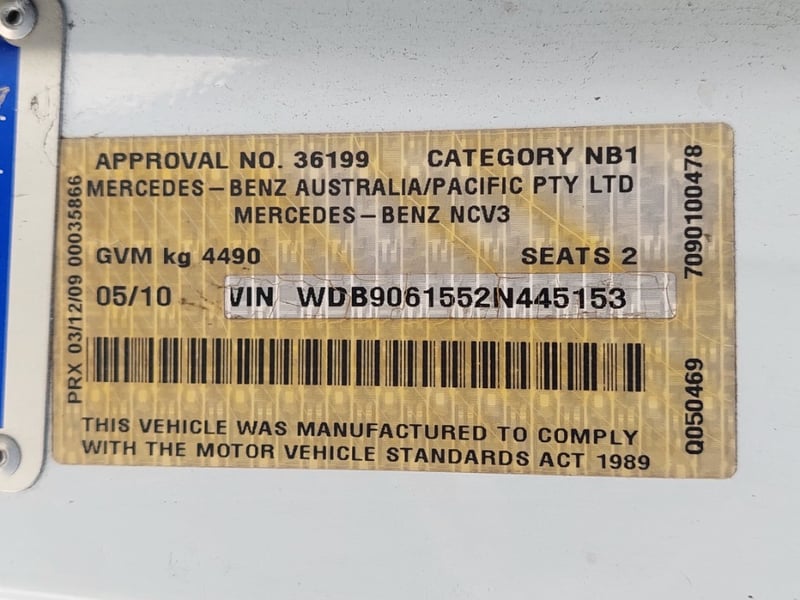 APPROVAL NO. 36199 CATEGORY NB1
MERCEDES-BENZ AUSTRALIA/PACIFIC PTY LTD
MERCEDES-BENZ NCV3
GVM kg 4490 SEATS 2
05/10 VIN WDB9061552N445153
THIS VEHICLE WAS MANUFACTURED TO COMPLY
WITH THE MOTOR VEHICLE STANDARDS ACT 1989
PRX 03/12/09 00035866
7090100478
Q050469